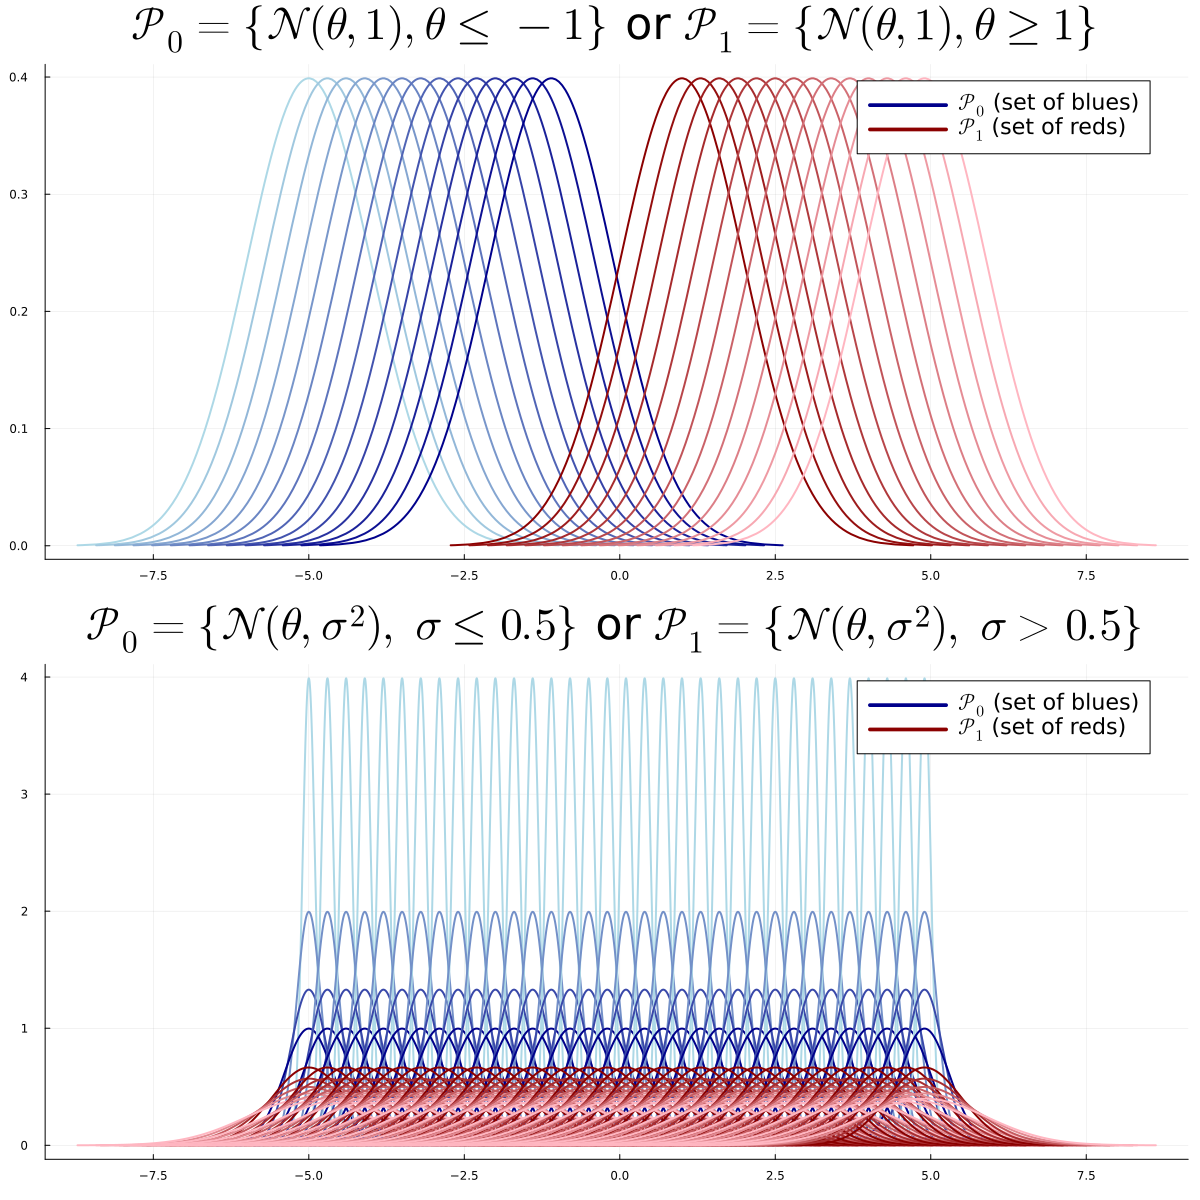 𝒫₀ = {𝒩(θ, 1), θ ≤ −1} or 𝒫₁ = {𝒩(θ, 1), θ ≥ 1}
0.4
𝒫₀ (set of blues)
𝒫₁ (set of reds)
0.3
0.2
0.1
0.0
−7.5 −5.0 −2.5 0.0 2.5 5.0 7.5
𝒫₀ = {𝒩(θ, σ²), σ ≤ 0.5} or 𝒫₁ = {𝒩(θ, σ²), σ > 0.5}
4
𝒫₀ (set of blues)
𝒫₁ (set of reds)
3
2
1
0
−7.5 −5.0 −2.5 0.0 2.5 5.0 7.5